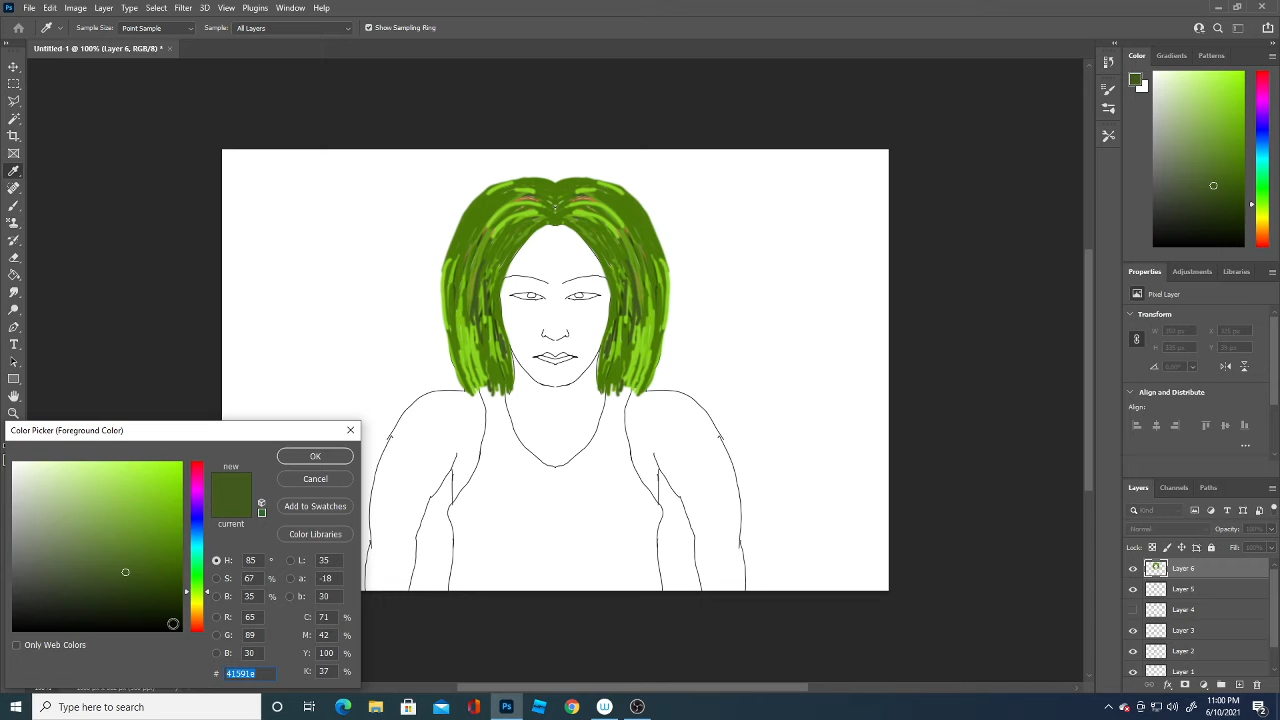 Ps File Edit Image Layer Type Select Filter 3D View Plugins Window Help
Sample Size: Point Sample Sample: All Layers Show Sampling Ring
Untitled-1 @ 100% (Layer 6, RGB/8) * ×
Color Gradients Patterns
Properties Adjustments Libraries
Pixel Layer
Transform
Align and Distribute
Align:
Layers Channels Paths
Kind
Normal Opacity: 100%
Lock: Fill: 100%
Layer 6
Layer 5
Layer 4
Layer 3
Layer 2
Layer 1
Color Picker (Foreground Color)
new
current
OK
Cancel
Add to Swatches
Color Libraries
H: 85 ° L: 35
S: 67 % a: -18
B: 35 % b: 30
R: 65 C: 71 %
G: 89 M: 42 %
B: 30 Y: 100 %
# 41591e K: 37 %
Only Web Colors
Type here to search
11:00 PM
6/10/2021